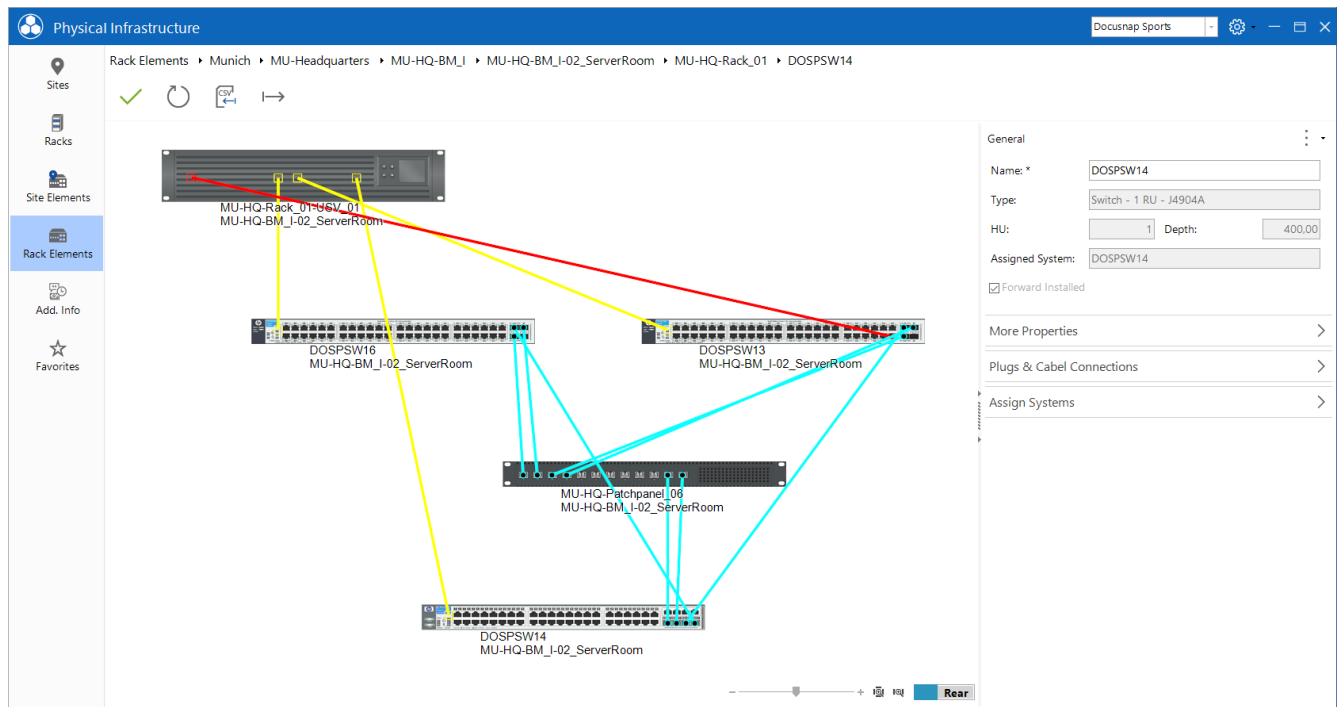 Physical Infrastructure
Docusnap Sports
Rack Elements Munich MU-Headquarters MU-HQ-BM_I MU-HQ-BM_I-02_ServerRoom MU-HQ-Rack_01 DOSPSW14
CSV
Sites
Racks
Site Elements
Rack Elements
Add. Info
Favorites
MU-HQ-Rack_01-USV_01
MU-HQ-BM_I-02_ServerRoom
DOSPSW16
MU-HQ-BM_I-02_ServerRoom
DOSPSW13
MU-HQ-BM_I-02_ServerRoom
MU-HQ-Patchpanel_06
MU-HQ-BM_I-02_ServerRoom
DOSPSW14
MU-HQ-BM_I-02_ServerRoom
Rear
General
Name: * DOSPSW14
Type: Switch - 1 RU - J4904A
HU: 1 Depth: 400,00
Assigned System: DOSPSW14
Forward Installed
More Properties
Plugs & Cabel Connections
Assign Systems